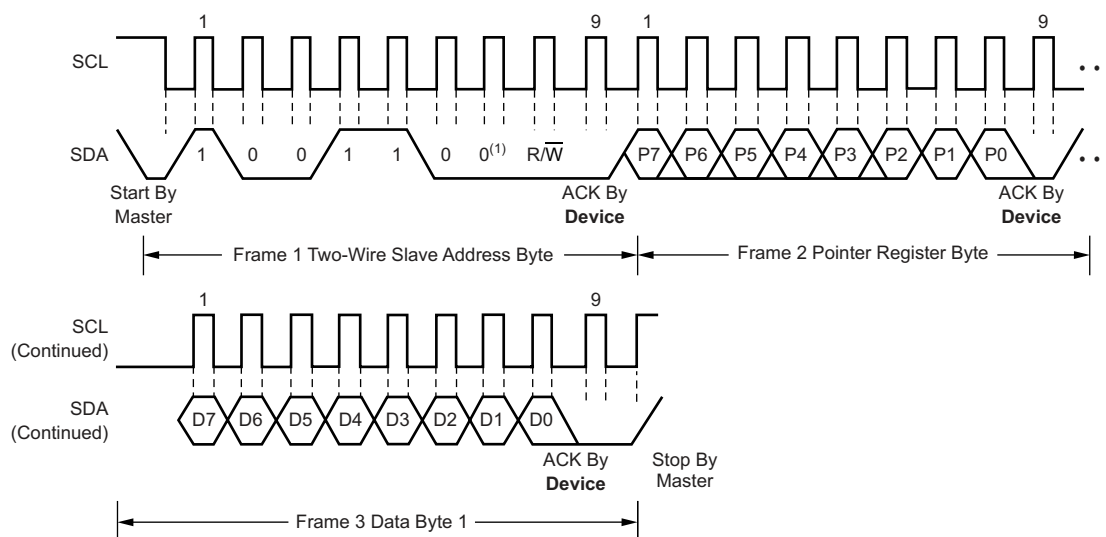 1 9 1 9
SCL
SDA 1 0 0 1 1 0 0(1) R/W̅ P7 P6 P5 P4 P3 P2 P1 P0
Start By
Master
ACK By
Device
ACK By
Device
Frame 1 Two-Wire Slave Address Byte Frame 2 Pointer Register Byte
1 9
SCL
(Continued)
SDA
(Continued)
D7 D6 D5 D4 D3 D2 D1 D0
ACK By
Device
Stop By
Master
Frame 3 Data Byte 1